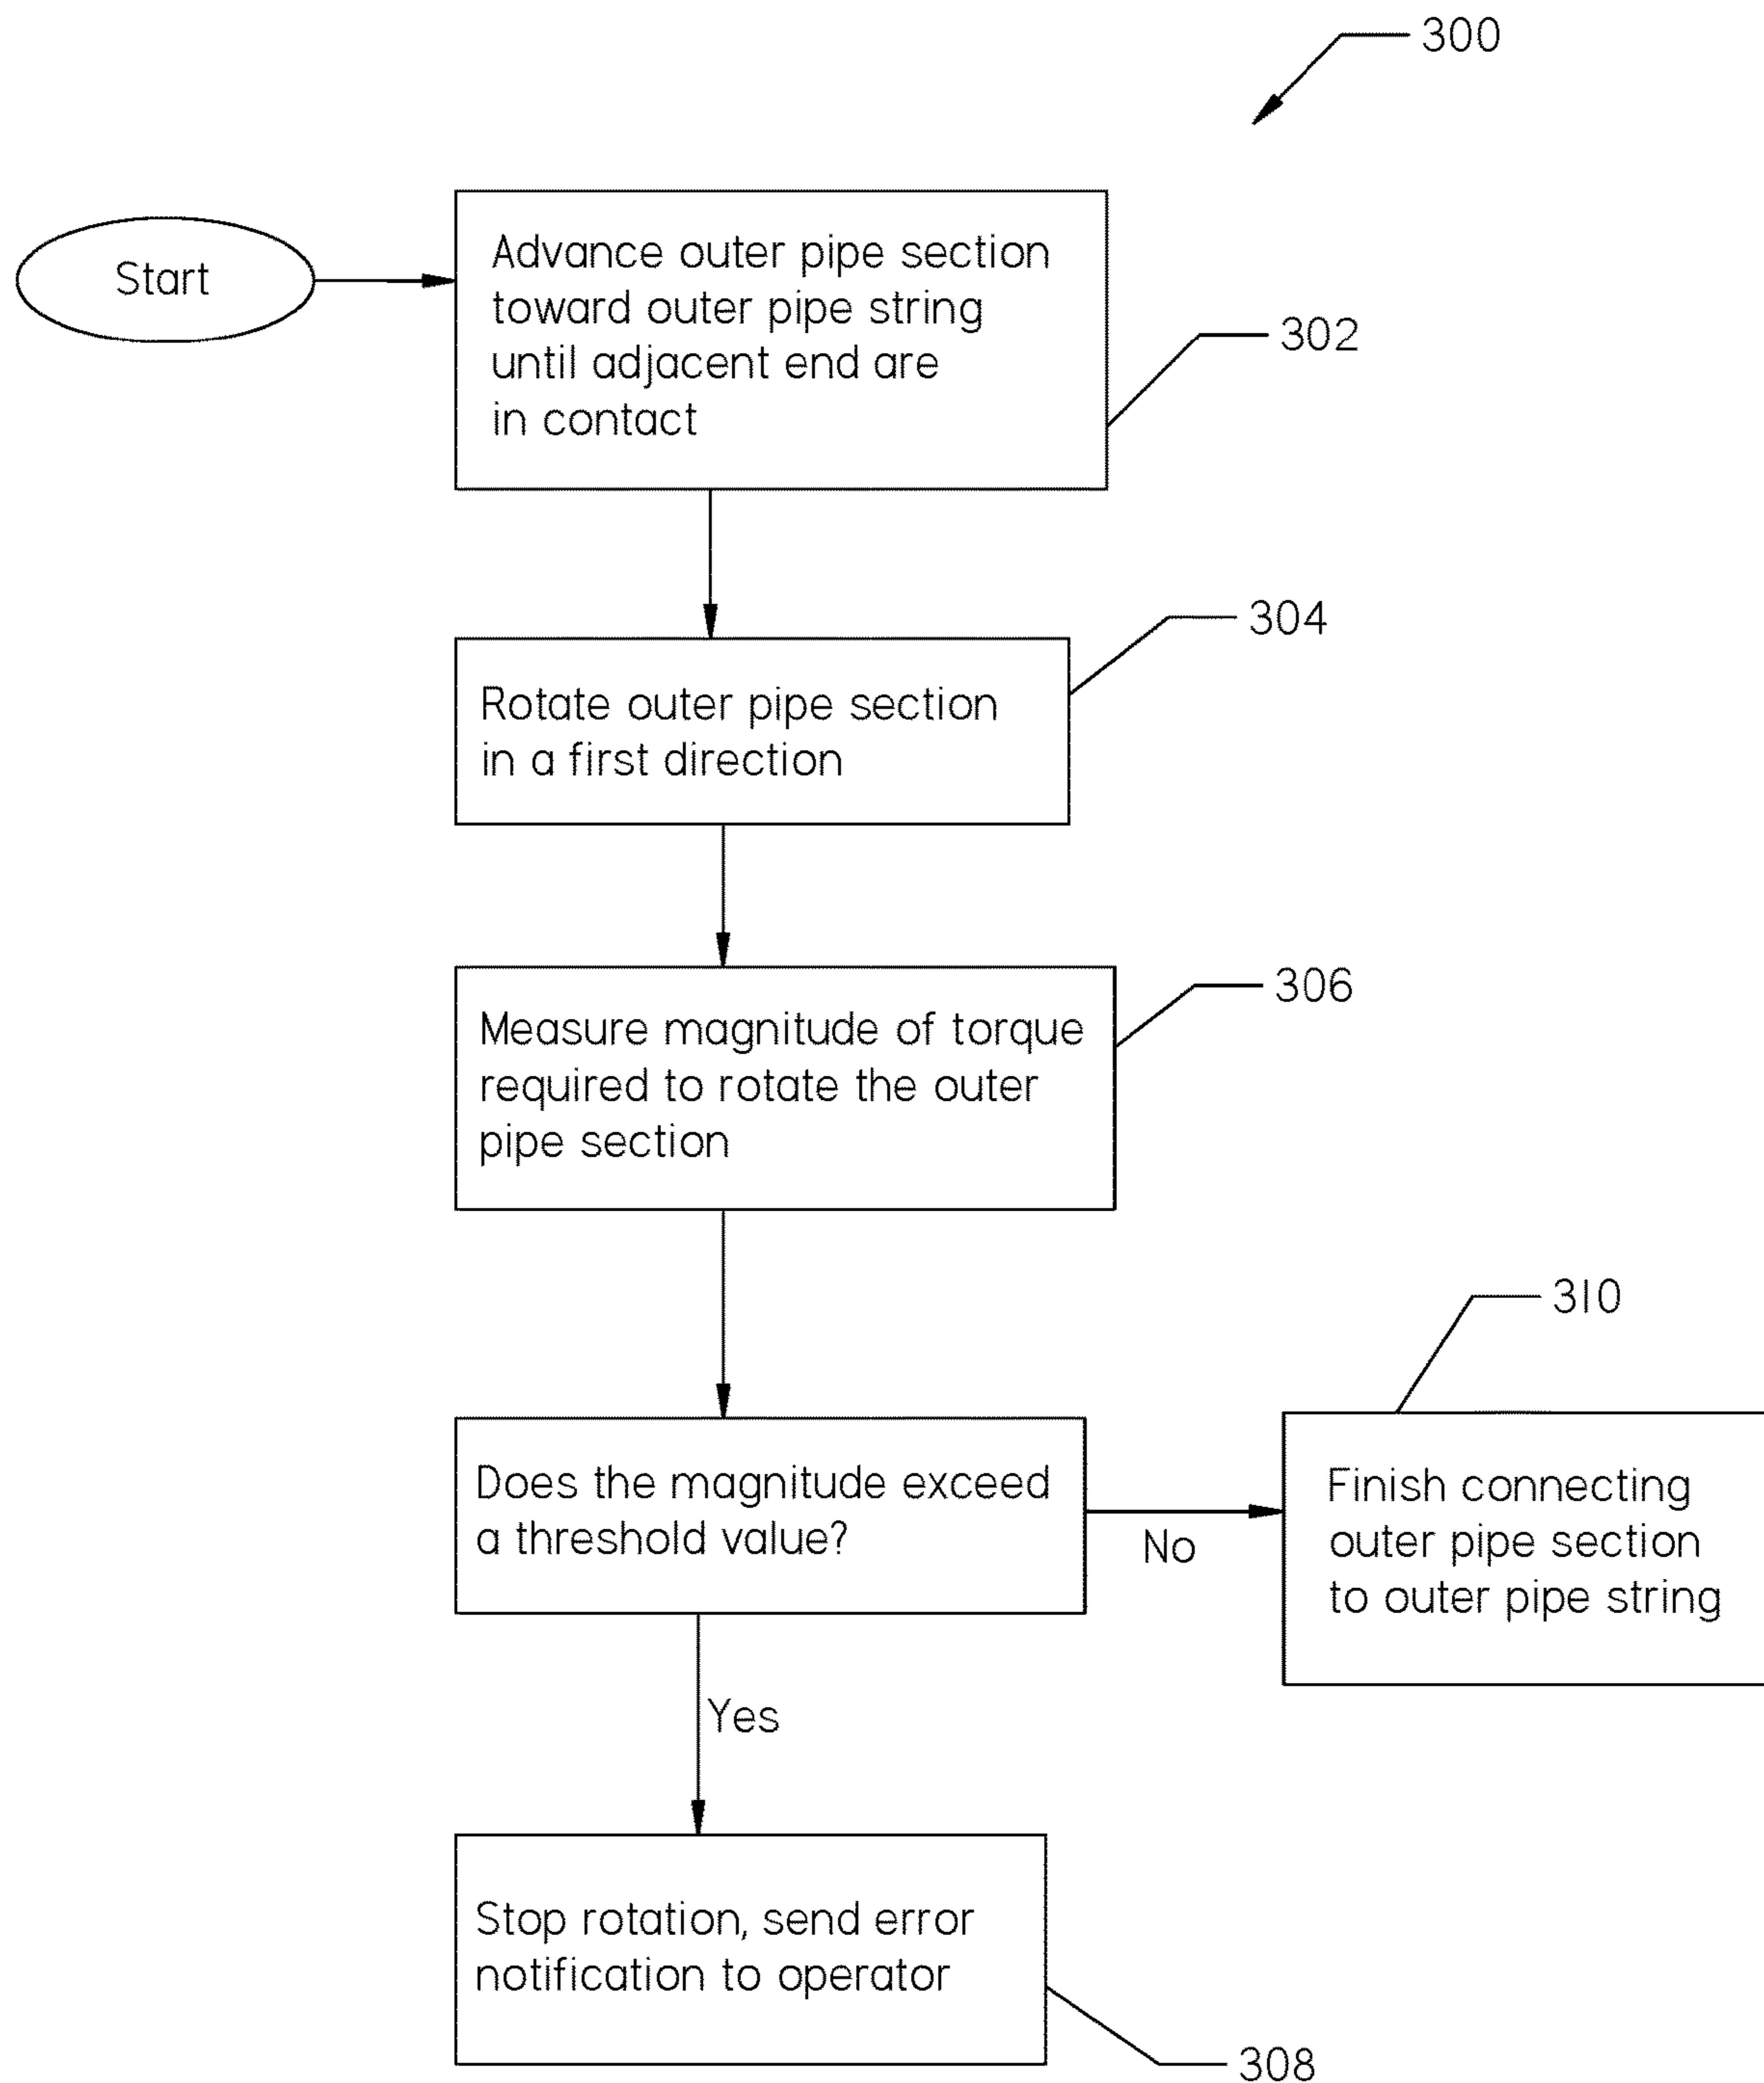 300
Start
Advance outer pipe section
toward outer pipe string
until adjacent end are
in contact
302
304
Rotate outer pipe section
in a first direction
306
Measure magnitude of torque
required to rotate the outer
pipe section
310
Does the magnitude exceed
a threshold value?
No
Finish connecting
outer pipe section
to outer pipe string
Yes
Stop rotation, send error
notification to operator
308